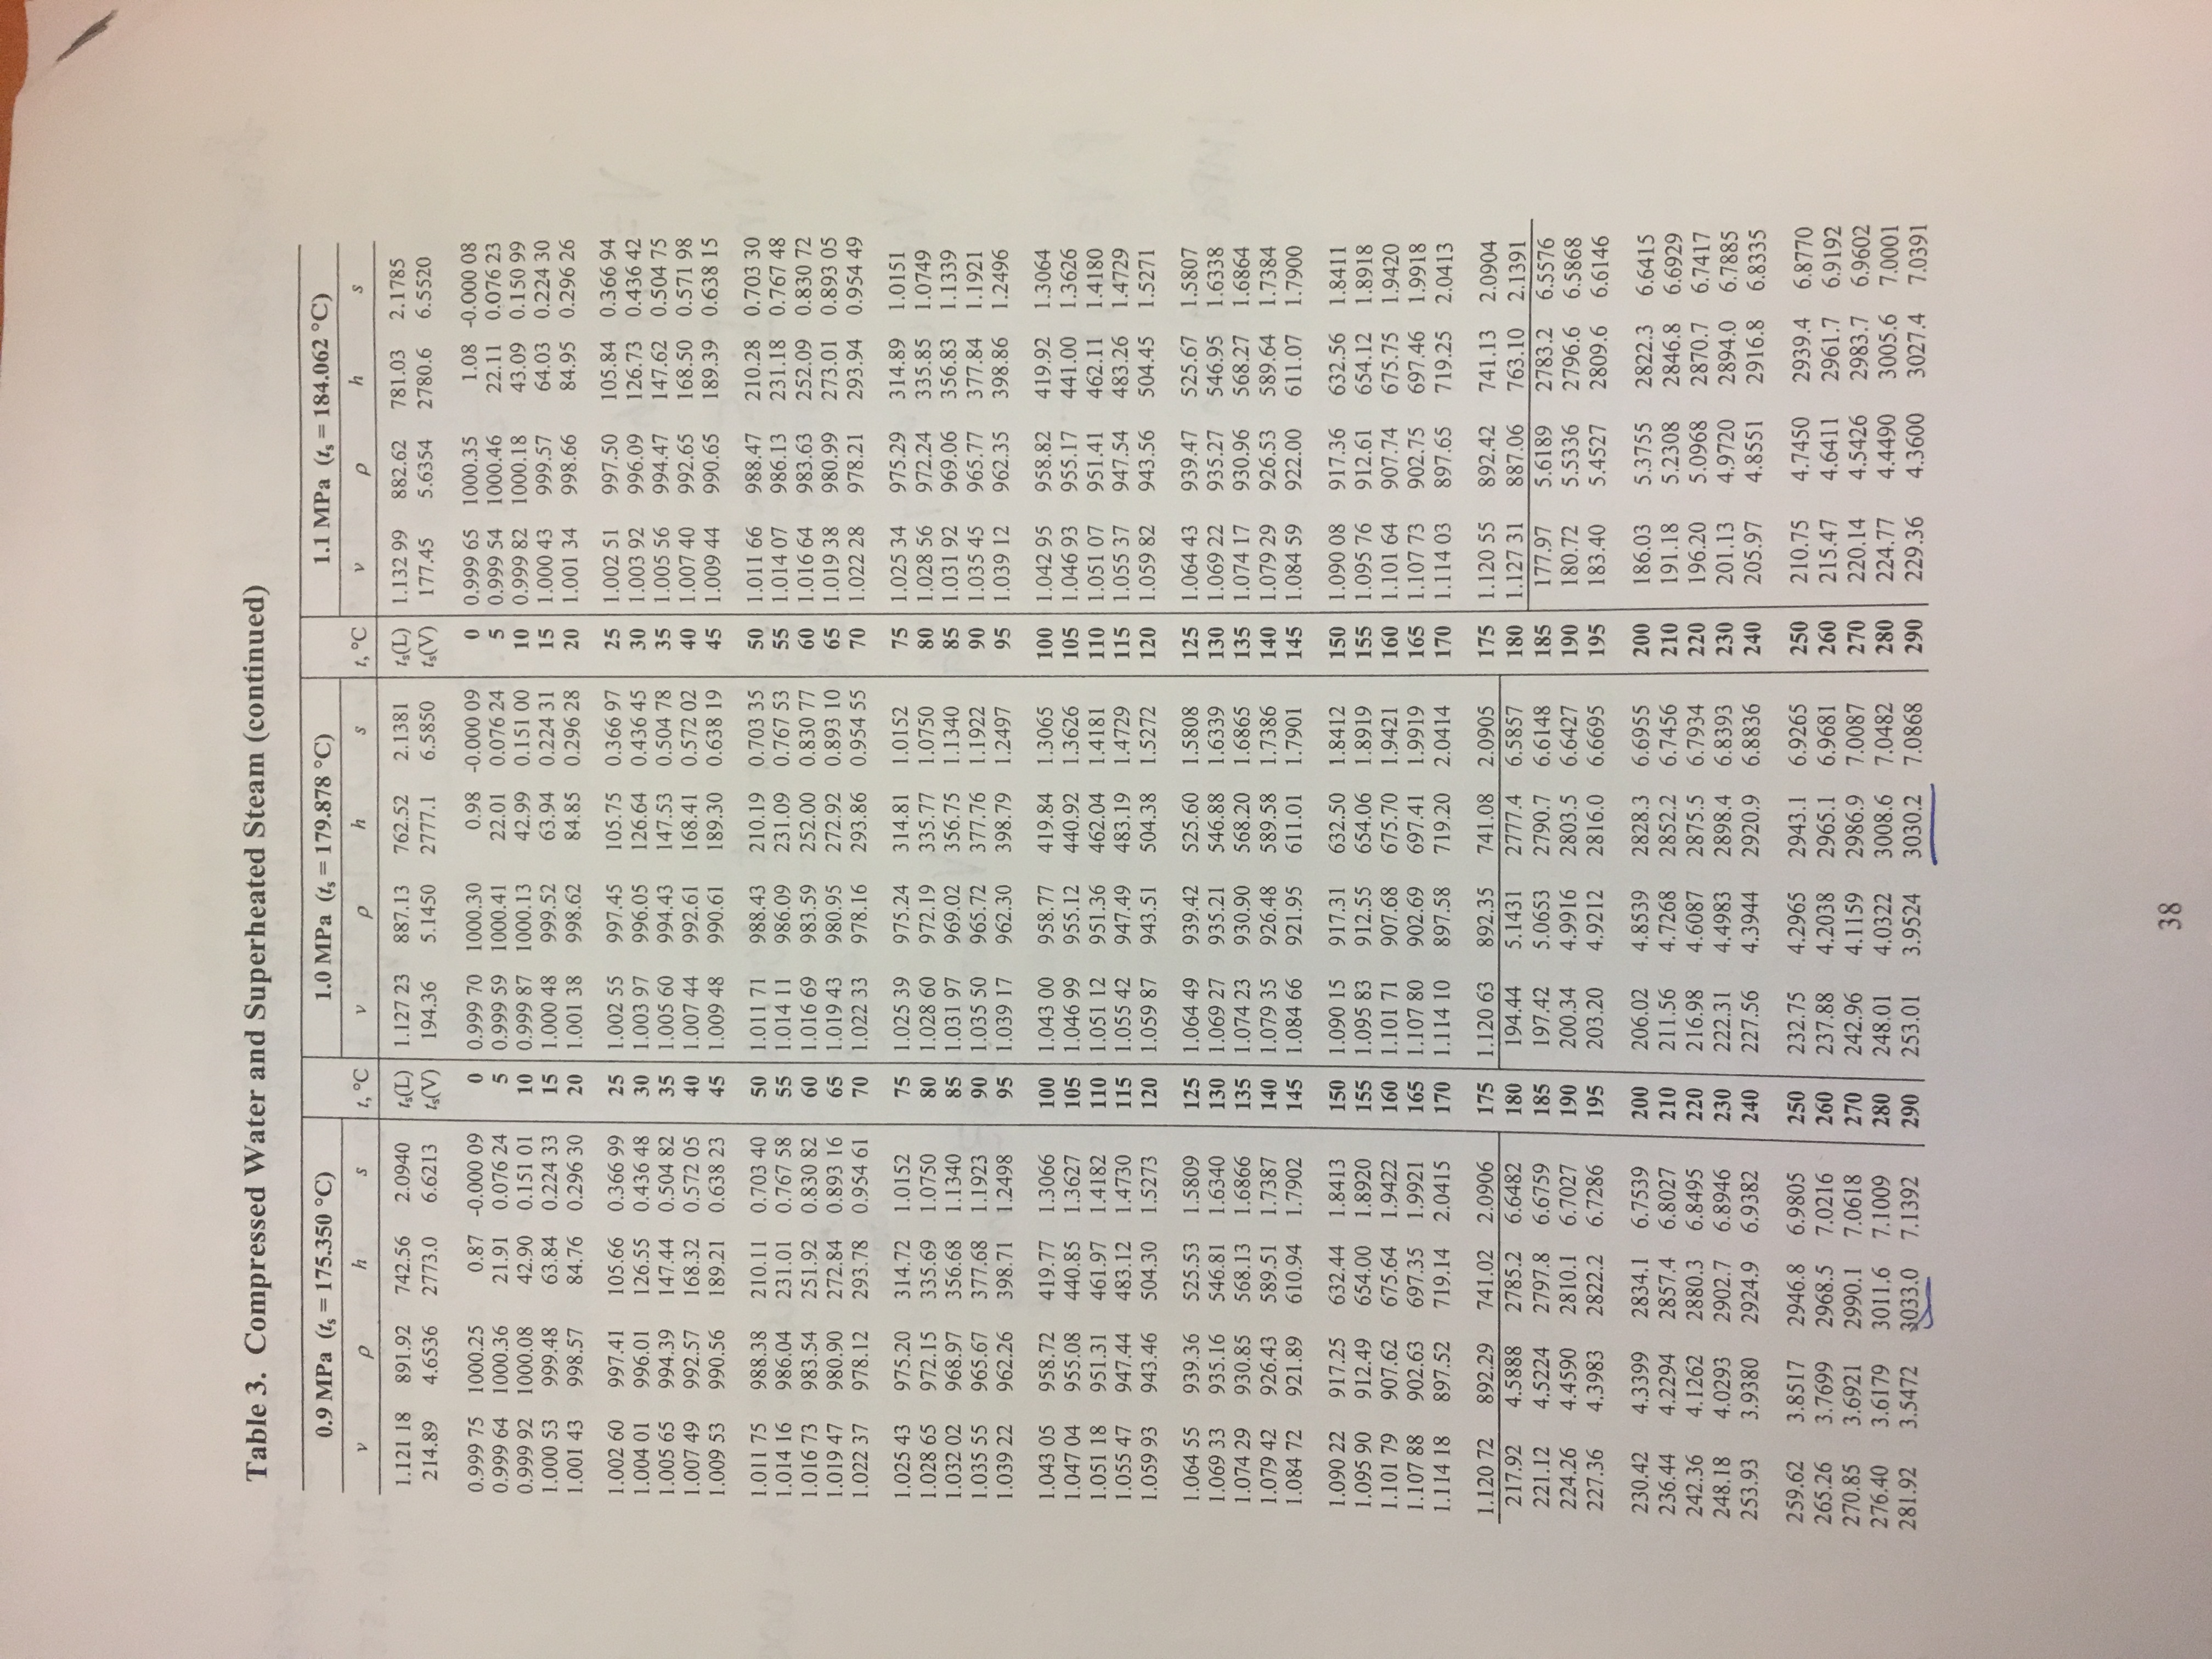 Table 3. Compressed Water and Superheated Steam (continued)
0.9 MPa (tₛ = 175.350 °C) 1.0 MPa (tₛ = 179.878 °C) 1.1 MPa (tₛ = 184.062 °C)
v ρ h s t, °C v ρ h s t, °C v ρ h s
1.121 18 891.92 742.56 2.0940 tₛ(L) 1.127 23 887.13 762.52 2.1381 tₛ(L) 1.132 99 882.62 781.03 2.1785
214.89 4.6536 2773.0 6.6213 tₛ(V) 194.36 5.1450 2777.1 6.5850 tₛ(V) 177.45 5.6354 2780.6 6.5520
0.999 75 1000.25 0.87 -0.000 09 0 0.999 70 1000.30 0.98 -0.000 09 0 0.999 65 1000.35 1.08 -0.000 08
0.999 64 1000.36 21.91 0.076 24 5 0.999 59 1000.41 22.01 0.076 24 5 0.999 54 1000.46 22.11 0.076 23
0.999 92 1000.08 42.90 0.151 01 10 0.999 87 1000.13 42.99 0.151 00 10 0.999 82 1000.18 43.09 0.150 99
1.000 53 999.48 63.84 0.224 33 15 1.000 48 999.52 63.94 0.224 31 15 1.000 43 999.57 64.03 0.224 30
1.001 43 998.57 84.76 0.296 30 20 1.001 38 998.62 84.85 0.296 28 20 1.001 34 998.66 84.95 0.296 26
1.002 60 997.41 105.66 0.366 99 25 1.002 55 997.45 105.75 0.366 97 25 1.002 51 997.50 105.84 0.366 94
1.004 01 996.01 126.55 0.436 48 30 1.003 97 996.05 126.64 0.436 45 30 1.003 92 996.09 126.73 0.436 42
1.005 65 994.39 147.44 0.504 82 35 1.005 60 994.43 147.53 0.504 78 35 1.005 56 994.47 147.62 0.504 75
1.007 49 992.57 168.32 0.572 05 40 1.007 44 992.61 168.41 0.572 02 40 1.007 40 992.65 168.50 0.571 98
1.009 53 990.56 189.21 0.638 23 45 1.009 48 990.61 189.30 0.638 19 45 1.009 44 990.65 189.39 0.638 15
1.011 75 988.38 210.11 0.703 40 50 1.011 71 988.43 210.19 0.703 35 50 1.011 66 988.47 210.28 0.703 30
1.014 16 986.04 231.01 0.767 58 55 1.014 11 986.09 231.09 0.767 53 55 1.014 07 986.13 231.18 0.767 48
1.016 73 983.54 251.92 0.830 82 60 1.016 69 983.59 252.00 0.830 77 60 1.016 64 983.63 252.09 0.830 72
1.019 47 980.90 272.84 0.893 16 65 1.019 43 980.95 272.92 0.893 10 65 1.019 38 980.99 273.01 0.893 05
1.022 37 978.12 293.78 0.954 61 70 1.022 33 978.16 293.86 0.954 55 70 1.022 28 978.21 293.94 0.954 49
1.025 43 975.20 314.72 1.0152 75 1.025 39 975.24 314.81 1.0152 75 1.025 34 975.29 314.89 1.0151
1.028 65 972.15 335.69 1.0750 80 1.028 60 972.19 335.77 1.0750 80 1.028 56 972.24 335.85 1.0749
1.032 02 968.97 356.68 1.1340 85 1.031 97 969.02 356.75 1.1340 85 1.031 92 969.06 356.83 1.1339
1.035 55 965.67 377.68 1.1923 90 1.035 50 965.72 377.76 1.1922 90 1.035 45 965.77 377.84 1.1921
1.039 22 962.26 398.71 1.2498 95 1.039 17 962.30 398.79 1.2497 95 1.039 12 962.35 398.86 1.2496
1.043 05 958.72 419.77 1.3066 100 1.043 00 958.77 419.84 1.3065 100 1.042 95 958.82 419.92 1.3064
1.047 04 955.08 440.85 1.3627 105 1.046 99 955.12 440.92 1.3626 105 1.046 93 955.17 441.00 1.3626
1.051 18 951.31 461.97 1.4182 110 1.051 12 951.36 462.04 1.4181 110 1.051 07 951.41 462.11 1.4180
1.055 47 947.44 483.12 1.4730 115 1.055 42 947.49 483.19 1.4729 115 1.055 37 947.54 483.26 1.4729
1.059 93 943.46 504.30 1.5273 120 1.059 87 943.51 504.38 1.5272 120 1.059 82 943.56 504.45 1.5271
1.064 55 939.36 525.53 1.5809 125 1.064 49 939.42 525.60 1.5808 125 1.064 43 939.47 525.67 1.5807
1.069 33 935.16 546.81 1.6340 130 1.069 27 935.21 546.88 1.6339 130 1.069 22 935.27 546.95 1.6338
1.074 29 930.85 568.13 1.6866 135 1.074 23 930.90 568.20 1.6865 135 1.074 17 930.96 568.27 1.6864
1.079 42 926.43 589.51 1.7387 140 1.079 35 926.48 589.58 1.7386 140 1.079 29 926.53 589.64 1.7384
1.084 72 921.89 610.94 1.7902 145 1.084 66 921.95 611.01 1.7901 145 1.084 59 922.00 611.07 1.7900
1.090 22 917.25 632.44 1.8413 150 1.090 15 917.31 632.50 1.8412 150 1.090 08 917.36 632.56 1.8411
1.095 90 912.49 654.00 1.8920 155 1.095 83 912.55 654.06 1.8919 155 1.095 76 912.61 654.12 1.8918
1.101 79 907.62 675.64 1.9422 160 1.101 71 907.68 675.70 1.9421 160 1.101 64 907.74 675.75 1.9420
1.107 88 902.63 697.35 1.9921 165 1.107 80 902.69 697.41 1.9919 165 1.107 73 902.75 697.46 1.9918
1.114 18 897.52 719.14 2.0415 170 1.114 10 897.58 719.20 2.0414 170 1.114 03 897.65 719.25 2.0413
1.120 72 892.29 741.02 2.0906 175 1.120 63 892.35 741.08 2.0905 175 1.120 55 892.42 741.13 2.0904
217.92 4.5888 2785.2 6.6482 180 194.44 5.1431 2777.4 6.5857 180 1.127 31 887.06 763.10 2.1391
221.12 4.5224 2797.8 6.6759 185 197.42 5.0653 2790.7 6.6148 185 177.97 5.6189 2783.2 6.5576
224.26 4.4590 2810.1 6.7027 190 200.34 4.9916 2803.5 6.6427 190 180.72 5.5336 2796.6 6.5868
227.36 4.3983 2822.2 6.7286 195 203.20 4.9212 2816.0 6.6695 195 183.40 5.4527 2809.6 6.6146
230.42 4.3399 2834.1 6.7539 200 206.02 4.8539 2828.3 6.6955 200 186.03 5.3755 2822.3 6.6415
236.44 4.2294 2857.4 6.8027 210 211.56 4.7268 2852.2 6.7456 210 191.18 5.2308 2846.8 6.6929
242.36 4.1262 2880.3 6.8495 220 216.98 4.6087 2875.5 6.7934 220 196.20 5.0968 2870.7 6.7417
248.18 4.0293 2902.7 6.8946 230 222.31 4.4983 2898.4 6.8393 230 201.13 4.9720 2894.0 6.7885
253.93 3.9380 2924.9 6.9382 240 227.56 4.3944 2920.9 6.8836 240 205.97 4.8551 2916.8 6.8335
259.62 3.8517 2946.8 6.9805 250 232.75 4.2965 2943.1 6.9265 250 210.75 4.7450 2939.4 6.8770
265.26 3.7699 2968.5 7.0216 260 237.88 4.2038 2965.1 6.9681 260 215.47 4.6411 2961.7 6.9192
270.85 3.6921 2990.1 7.0618 270 242.96 4.1159 2986.9 7.0087 270 220.14 4.5426 2983.7 6.9602
276.40 3.6179 3011.6 7.1009 280 248.01 4.0322 3008.6 7.0482 280 224.77 4.4490 3005.6 7.0001
281.92 3.5472 3033.0 7.1392 290 253.01 3.9524 3030.2 7.0868 290 229.36 4.3600 3027.4 7.0391
38